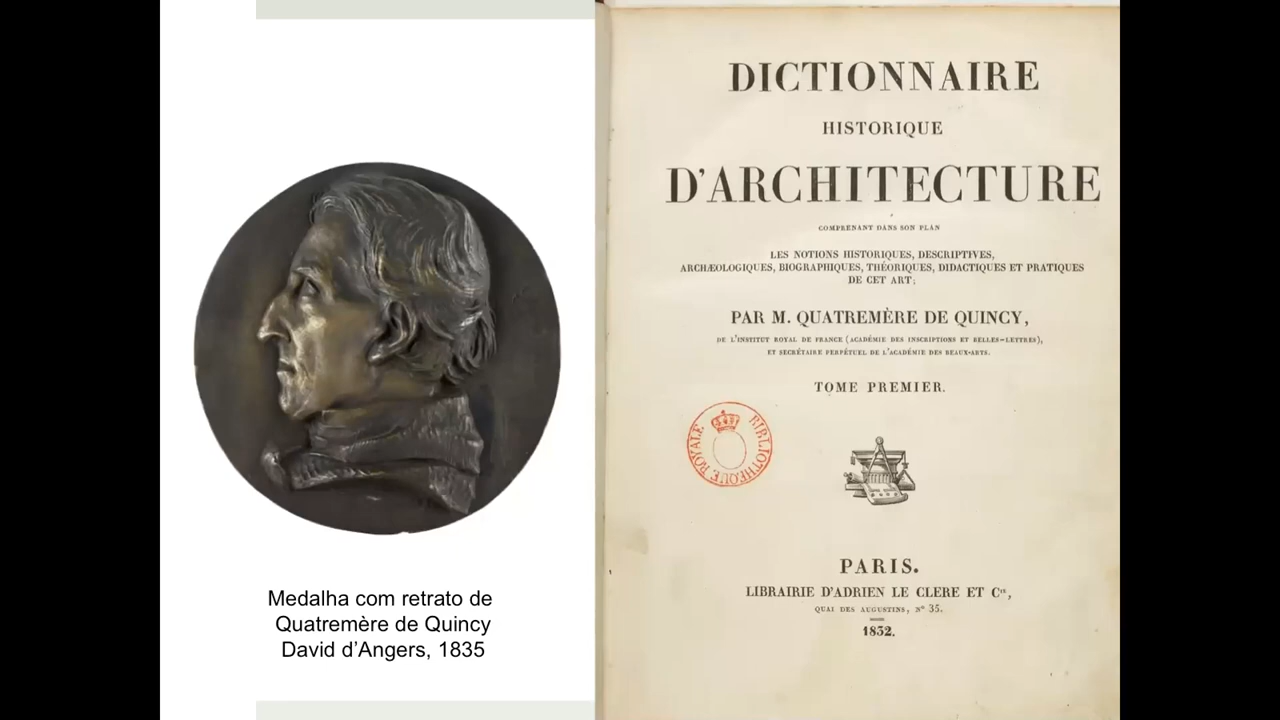 Medalha com retrato de
Quatremère de Quincy
David d’Angers, 1835
DICTIONNAIRE
HISTORIQUE
D’ARCHITECTURE
COMPRENANT DANS SON PLAN
LES NOTIONS HISTORIQUES, DESCRIPTIVES,
ARCHÆOLOGIQUES, BIOGRAPHIQUES, THÉORIQUES, DIDACTIQUES ET PRATIQUES
DE CET ART;
PAR M. QUATREMÈRE DE QUINCY,
DE L’INSTITUT ROYAL DE FRANCE (ACADÉMIE DES INSCRIPTIONS ET BELLES-LETTRES),
ET SECRÉTAIRE PERPÉTUEL DE L’ACADÉMIE DES BEAUX-ARTS.
TOME PREMIER.
BIBLIOTHEQUE ROYALE
PARIS.
LIBRAIRIE D’ADRIEN LE CLERE ET Cie,
QUAI DES AUGUSTINS, Nº 35.
1832.